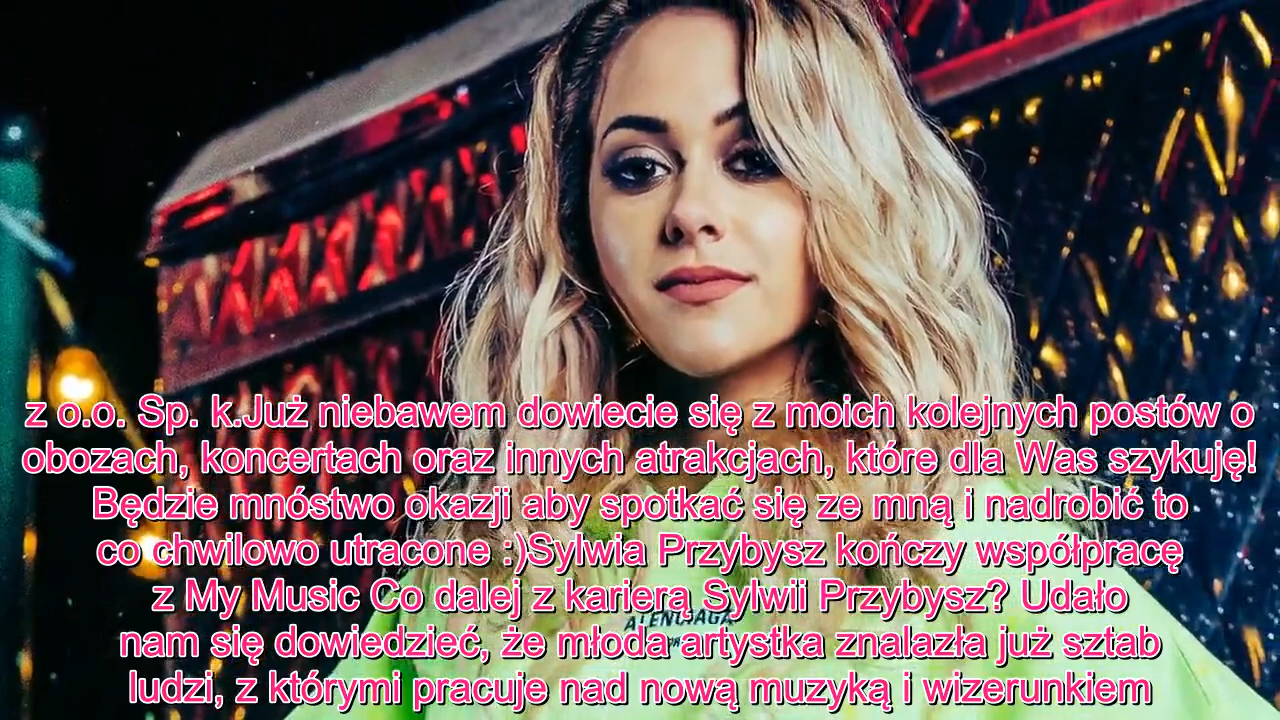 z o.o. Sp. k.Już niebawem dowiecie się z moich kolejnych postów o
obozach, koncertach oraz innych atrakcjach, które dla Was szykuję!
Będzie mnóstwo okazji aby spotkać się ze mną i nadrobić to
co chwilowo utracone :)Sylwia Przybysz kończy współpracę
z My Music Co dalej z karierą Sylwii Przybysz? Udało
nam się dowiedzieć, że młoda artystka znalazła już sztab
ludzi, z którymi pracuje nad nową muzyką i wizerunkiem